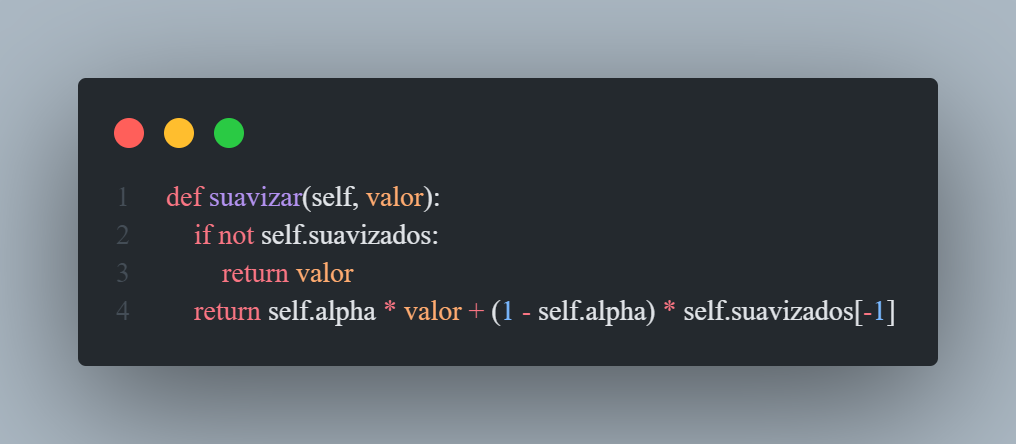 1 def suavizar(self, valor):
2     if not self.suavizados:
3         return valor
4     return self.alpha * valor + (1 - self.alpha) * self.suavizados[-1]